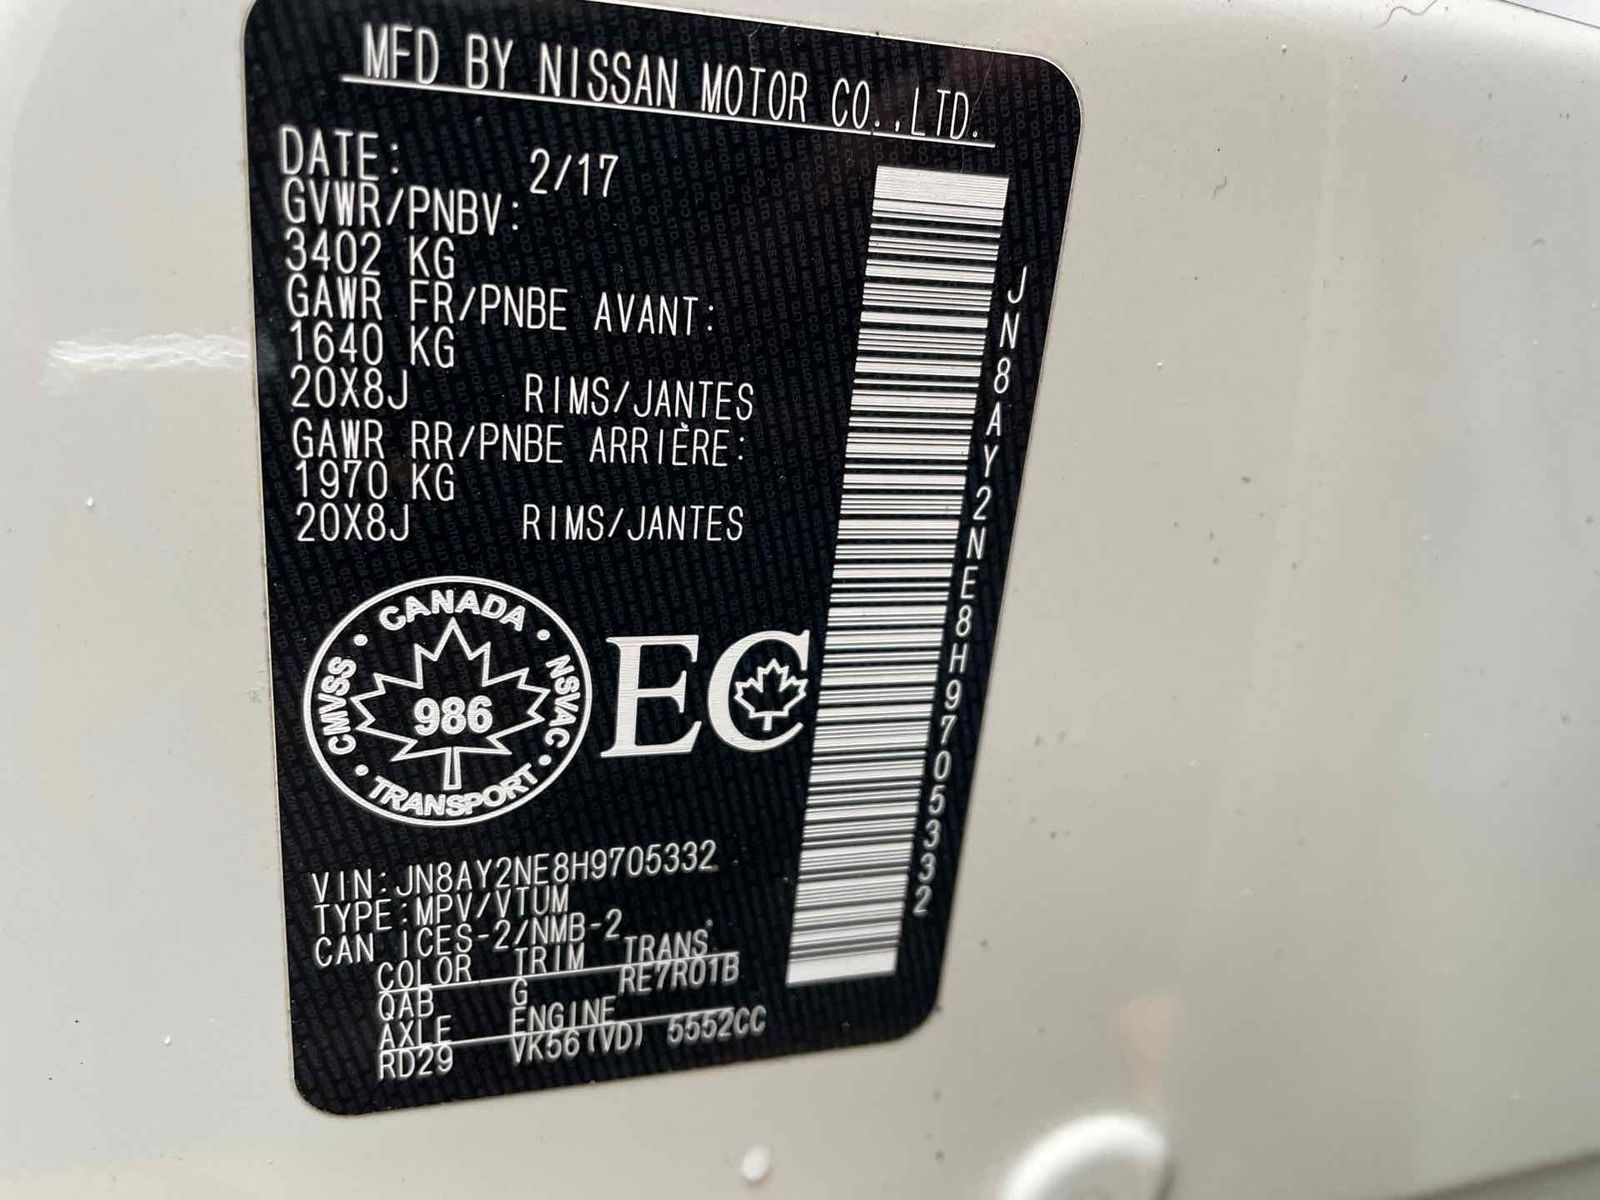 MFD BY NISSAN MOTOR CO.,LTD.
DATE: 2/17
GVWR/PNBV:
3402 KG
GAWR FR/PNBE AVANT:
1640 KG
20X8J RIMS/JANTES
GAWR RR/PNBE ARRIÈRE:
1970 KG
20X8J RIMS/JANTES
CANADA
CMVSS
986
NSVAC
TRANSPORT
EC
VIN:JN8AY2NE8H9705332
TYPE:MPV/VTUM
CAN ICES-2/NMB-2
COLOR TRIM TRANS
QAB G RE7R01B
AXLE ENGINE
RD29 VK56(VD) 5552CC
JN8AY2NE8H9705332